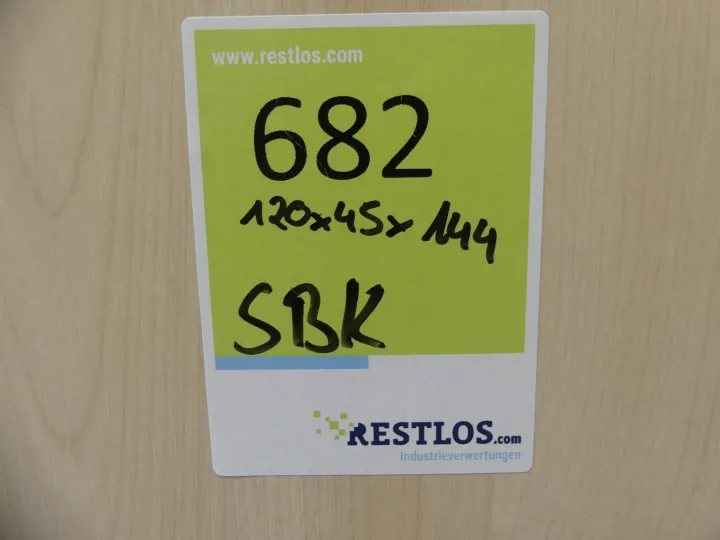 www.restlos.com
682
120x45x144
SBK
RESTLOS.com
Industrieverwertungen